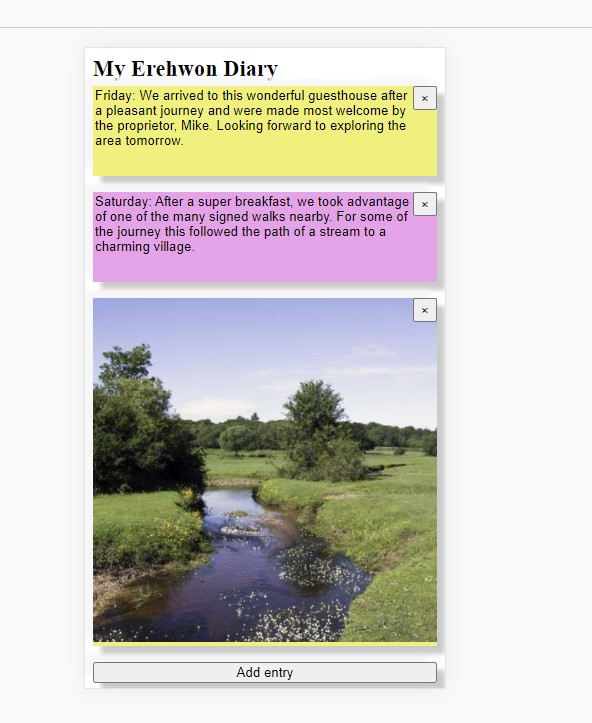 My Erehwon Diary
Friday: We arrived to this wonderful guesthouse after
a pleasant journey and were made most welcome by
the proprietor, Mike. Looking forward to exploring the
area tomorrow.
×
Saturday: After a super breakfast, we took advantage
of one of the many signed walks nearby. For some of
the journey this followed the path of a stream to a
charming village.
×
×
Add entry